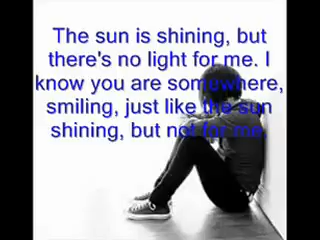 The sun is shining, but
there's no light for me. I
know you are somewhere,
smiling, just like the sun
shining, but not for me